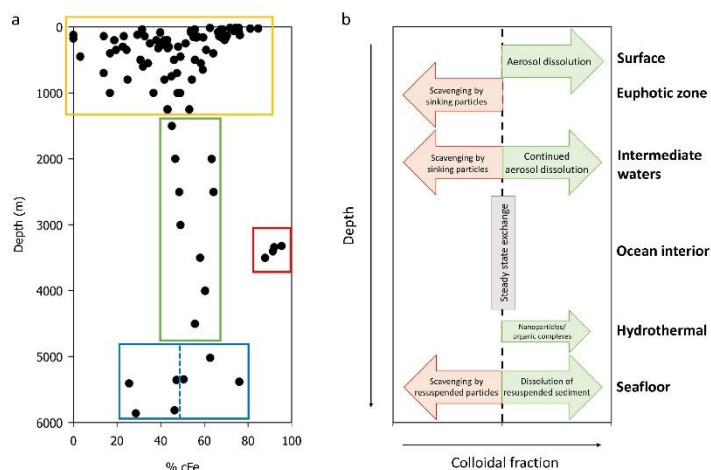 a
b
0
1000
2000
3000
4000
5000
6000
Depth (m)
0
20
40
60
80
100
% cFe
Depth
Aerosol dissolution
Surface
Scavenging by
sinking particles
Euphotic zone
Scavenging by
sinking particles
Continued
aerosol dissolution
Intermediate
waters
Steady state exchange
Ocean interior
Nanoparticles/
organic complexes
Hydrothermal
Scavenging by
resuspended particles
Dissolution of
resuspended sediment
Seafloor
Colloidal fraction